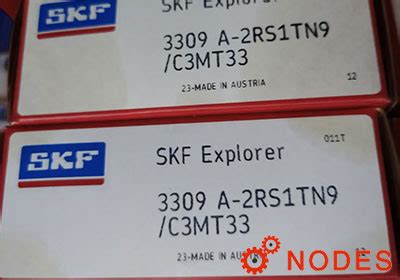 SKF
SKF Explorer
3309 A-2RS1TN9
/C3MT33
23-MADE IN AUSTRIA
12
SKF
SKF Explorer
011T
3309 A-2RS1TN9
/C3MT33
23-MADE IN AU
NODES